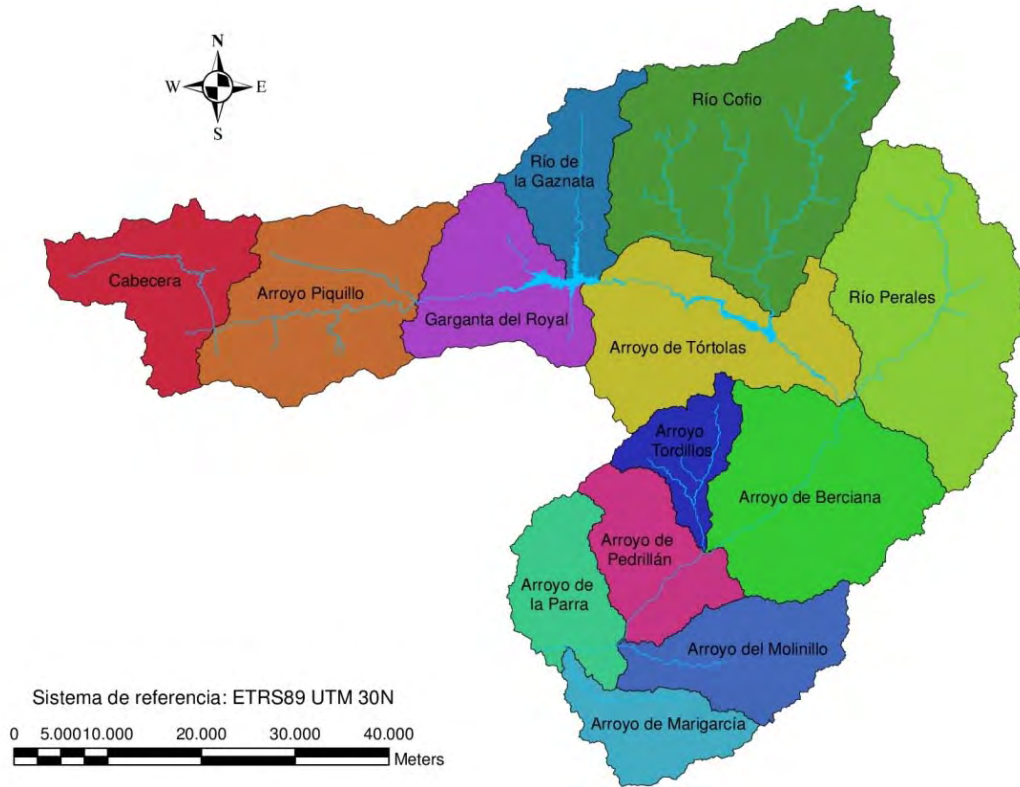 N
W
E
S
Río Cofio
Río de
la Gaznata
Cabecera
Arroyo Piquillo
Garganta del Royal
Río Perales
Arroyo de Tórtolas
Arroyo
Tordillos
Arroyo de Berciana
Arroyo de
Pedrillán
Arroyo de
la Parra
Arroyo del Molinillo
Arroyo de Marigarcía
Sistema de referencia: ETRS89 UTM 30N
0 5.000 10.000 20.000 30.000 40.000
Meters